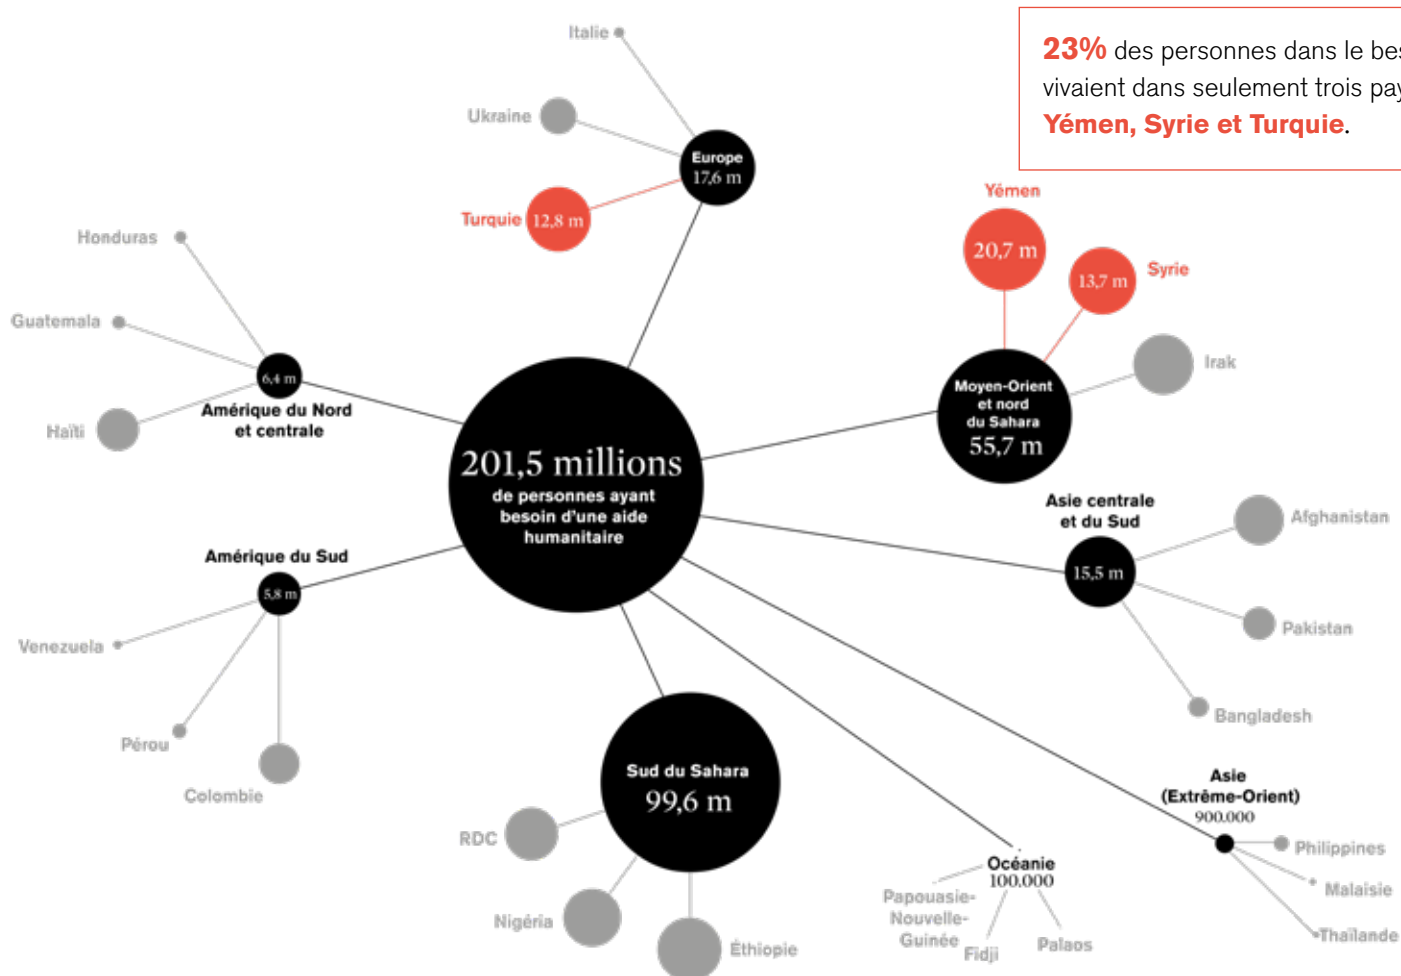 23% des personnes dans le bes
vivaient dans seulement trois pay
Yémen, Syrie et Turquie.
Italie
Ukraine
Europe
17,6 m
Turquie
12,8 m
Yémen
20,7 m
Syrie
13,7 m
Irak
Moyen-Orient
et nord
du Sahara
55,7 m
Honduras
Guatemala
Haïti
6,4 m
Amérique du Nord
et centrale
201,5 millions
de personnes ayant
besoin d'une aide
humanitaire
Asie centrale
et du Sud
15,5 m
Afghanistan
Pakistan
Bangladesh
Amérique du Sud
5,8 m
Venezuela
Pérou
Colombie
Sud du Sahara
99,6 m
RDC
Nigéria
Éthiopie
Océanie
100.000
Papouasie-
Nouvelle-
Guinée
Fidji
Palaos
Asie
(Extrême-Orient)
900.000
Philippines
Malaisie
Thaïlande